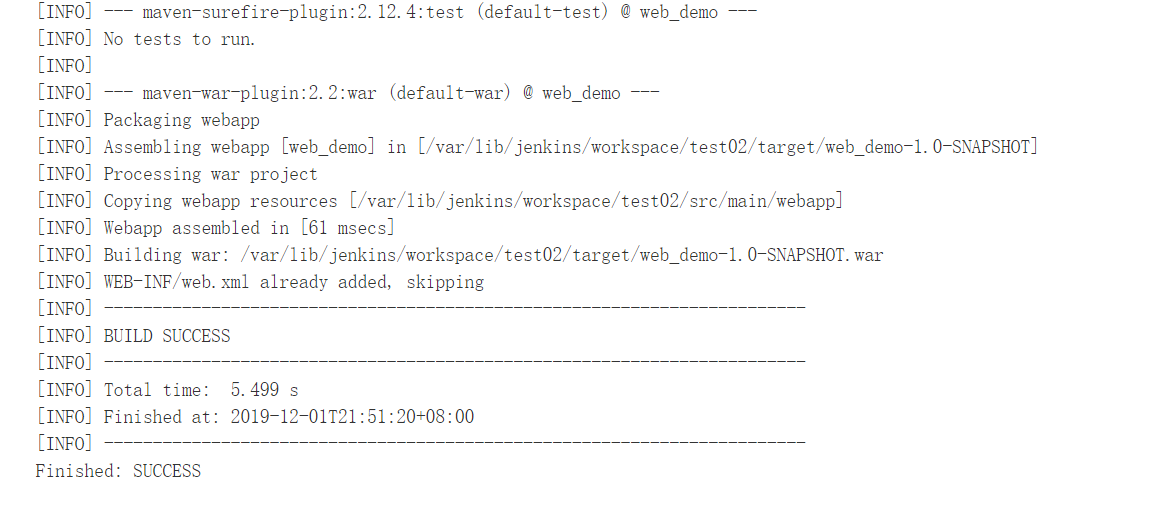 [INFO] --- maven-surefire-plugin:2.12.4:test (default-test) @ web_demo ---
[INFO] No tests to run.
[INFO]
[INFO] --- maven-war-plugin:2.2:war (default-war) @ web_demo ---
[INFO] Packaging webapp
[INFO] Assembling webapp [web_demo] in [/var/lib/jenkins/workspace/test02/target/web_demo-1.0-SNAPSHOT]
[INFO] Processing war project
[INFO] Copying webapp resources [/var/lib/jenkins/workspace/test02/src/main/webapp]
[INFO] Webapp assembled in [61 msecs]
[INFO] Building war: /var/lib/jenkins/workspace/test02/target/web_demo-1.0-SNAPSHOT.war
[INFO] WEB-INF/web.xml already added, skipping
[INFO] ------------------------------------------------------------------------
[INFO] BUILD SUCCESS
[INFO] ------------------------------------------------------------------------
[INFO] Total time:  5.499 s
[INFO] Finished at: 2019-12-01T21:51:20+08:00
[INFO] ------------------------------------------------------------------------
Finished: SUCCESS